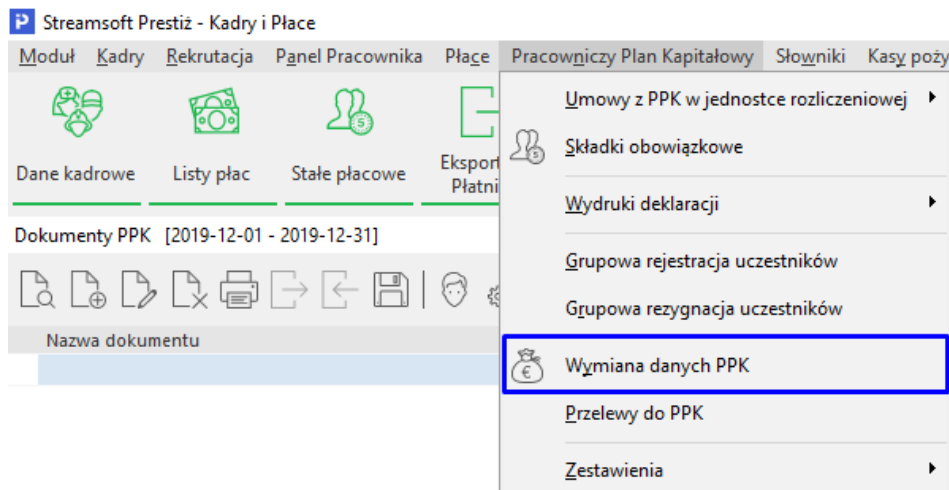 Streamsoft Prestiż - Kadry i Płace
Moduł Kadry Rekrutacja Panel Pracownika Płace Pracowniczy Plan Kapitałowy Słowniki Kasy poży
Dane kadrowe
Listy płac
Stałe płacowe
Eksport
Płatni
Dokumenty PPK [2019-12-01 - 2019-12-31]
Nazwa dokumentu
Umowy z PPK w jednostce rozliczeniowej
Składki obowiązkowe
Wydruki deklaracji
Grupowa rejestracja uczestników
Grupowa rezygnacja uczestników
Wymiana danych PPK
Przelewy do PPK
Zestawienia